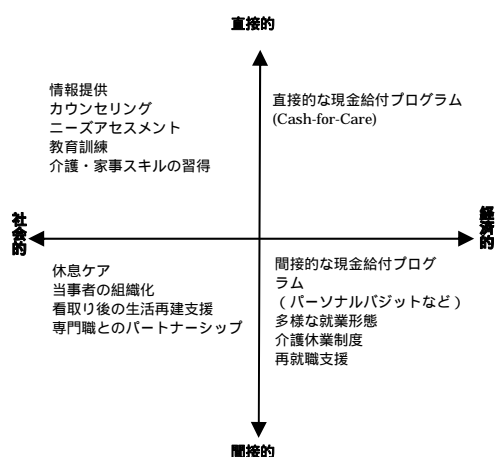 直接的
情報提供
カウンセリング
ニーズアセスメント
教育訓練
介護・家事スキルの習得
直接的な現金給付プログラム
(Cash-for-Care)
社会的
経済的
休息ケア
当事者の組織化
看取り後の生活再建支援
専門職とのパートナーシップ
間接的な現金給付プログ
ラム
(パーソナルバジットなど)
多様な就業形態
介護休業制度
再就職支援
間接的